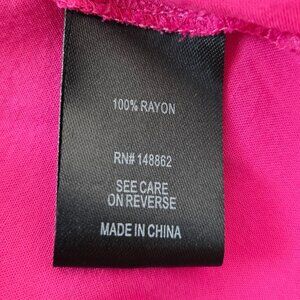 100% RAYON
RN# 148862
SEE CARE
ON REVERSE
MADE IN CHINA